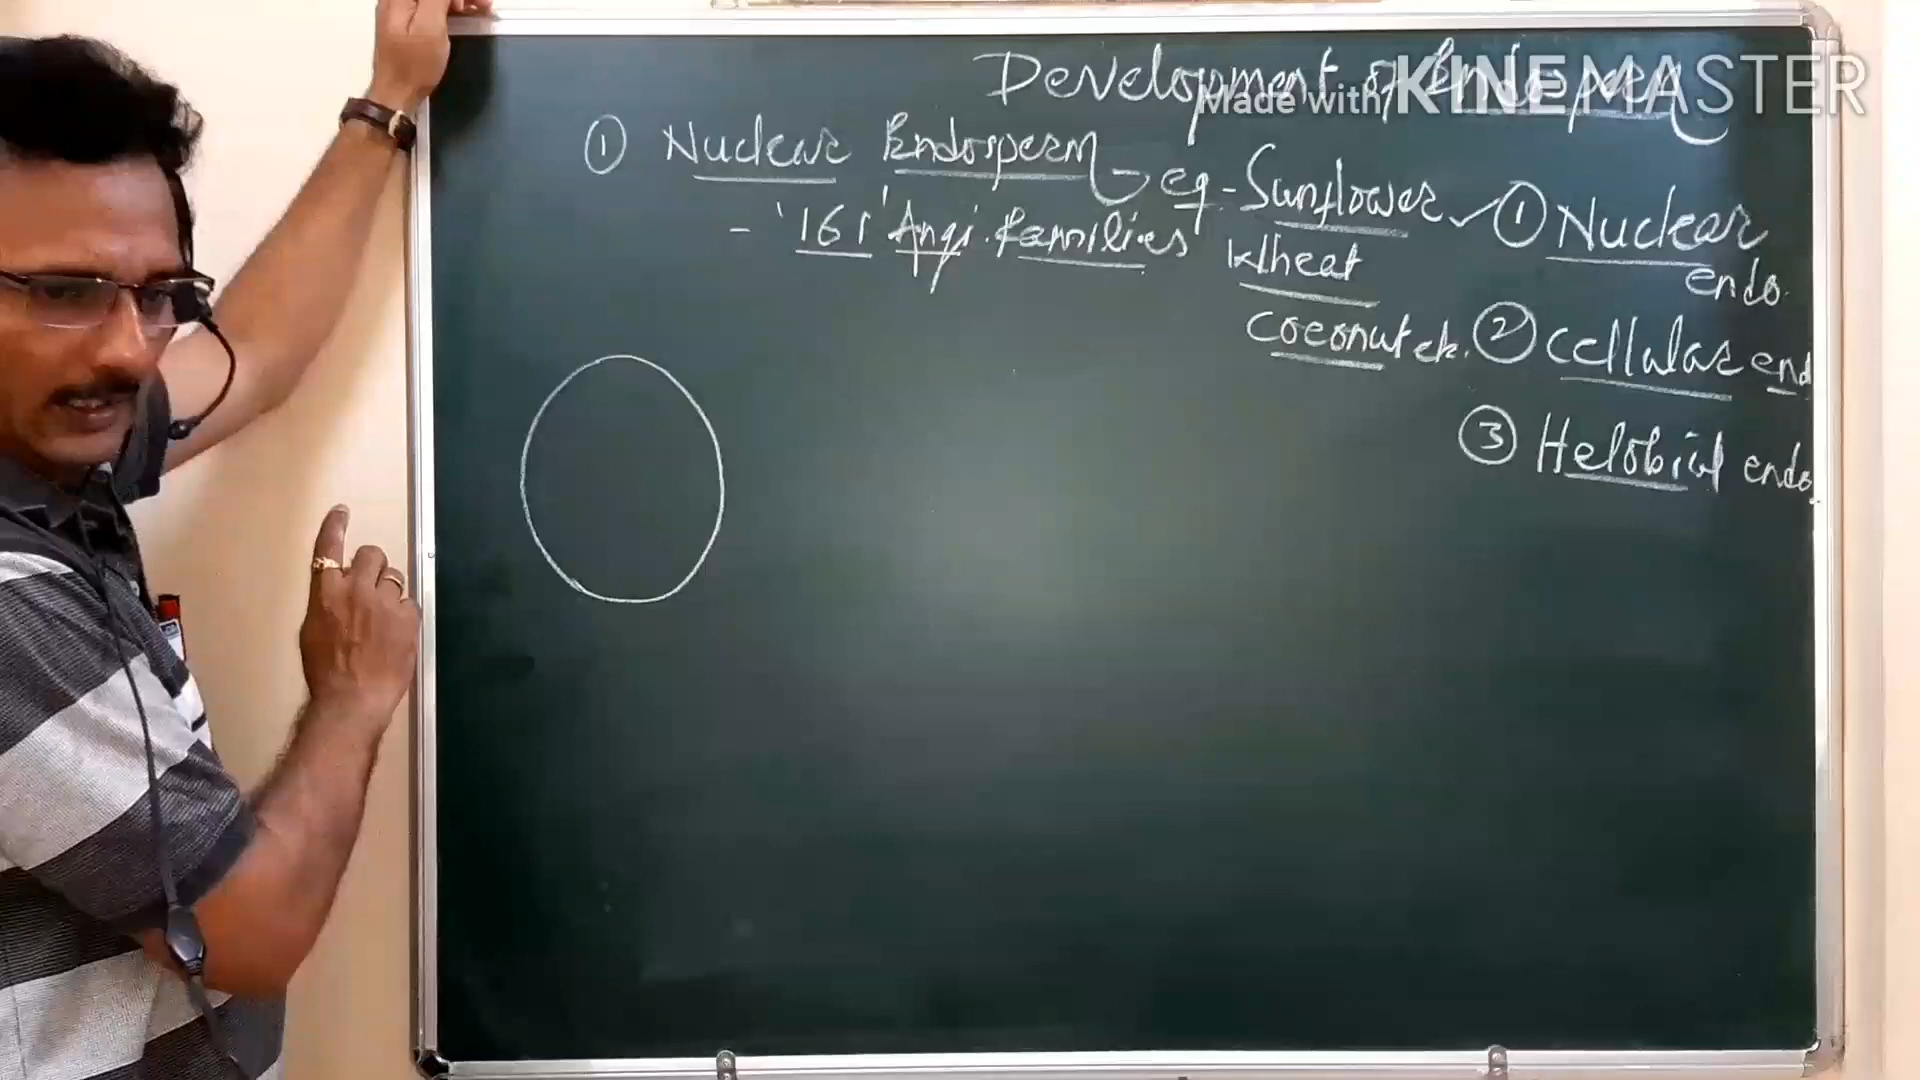 Development of Endosperm
Made with KINEMASTER
① Nuclear Endosperm - eg - Sunflower
- '161' Angi. families
Wheat
Coconut etc.
① Nuclear
endo.
② Cellular end
③ Helobial endo